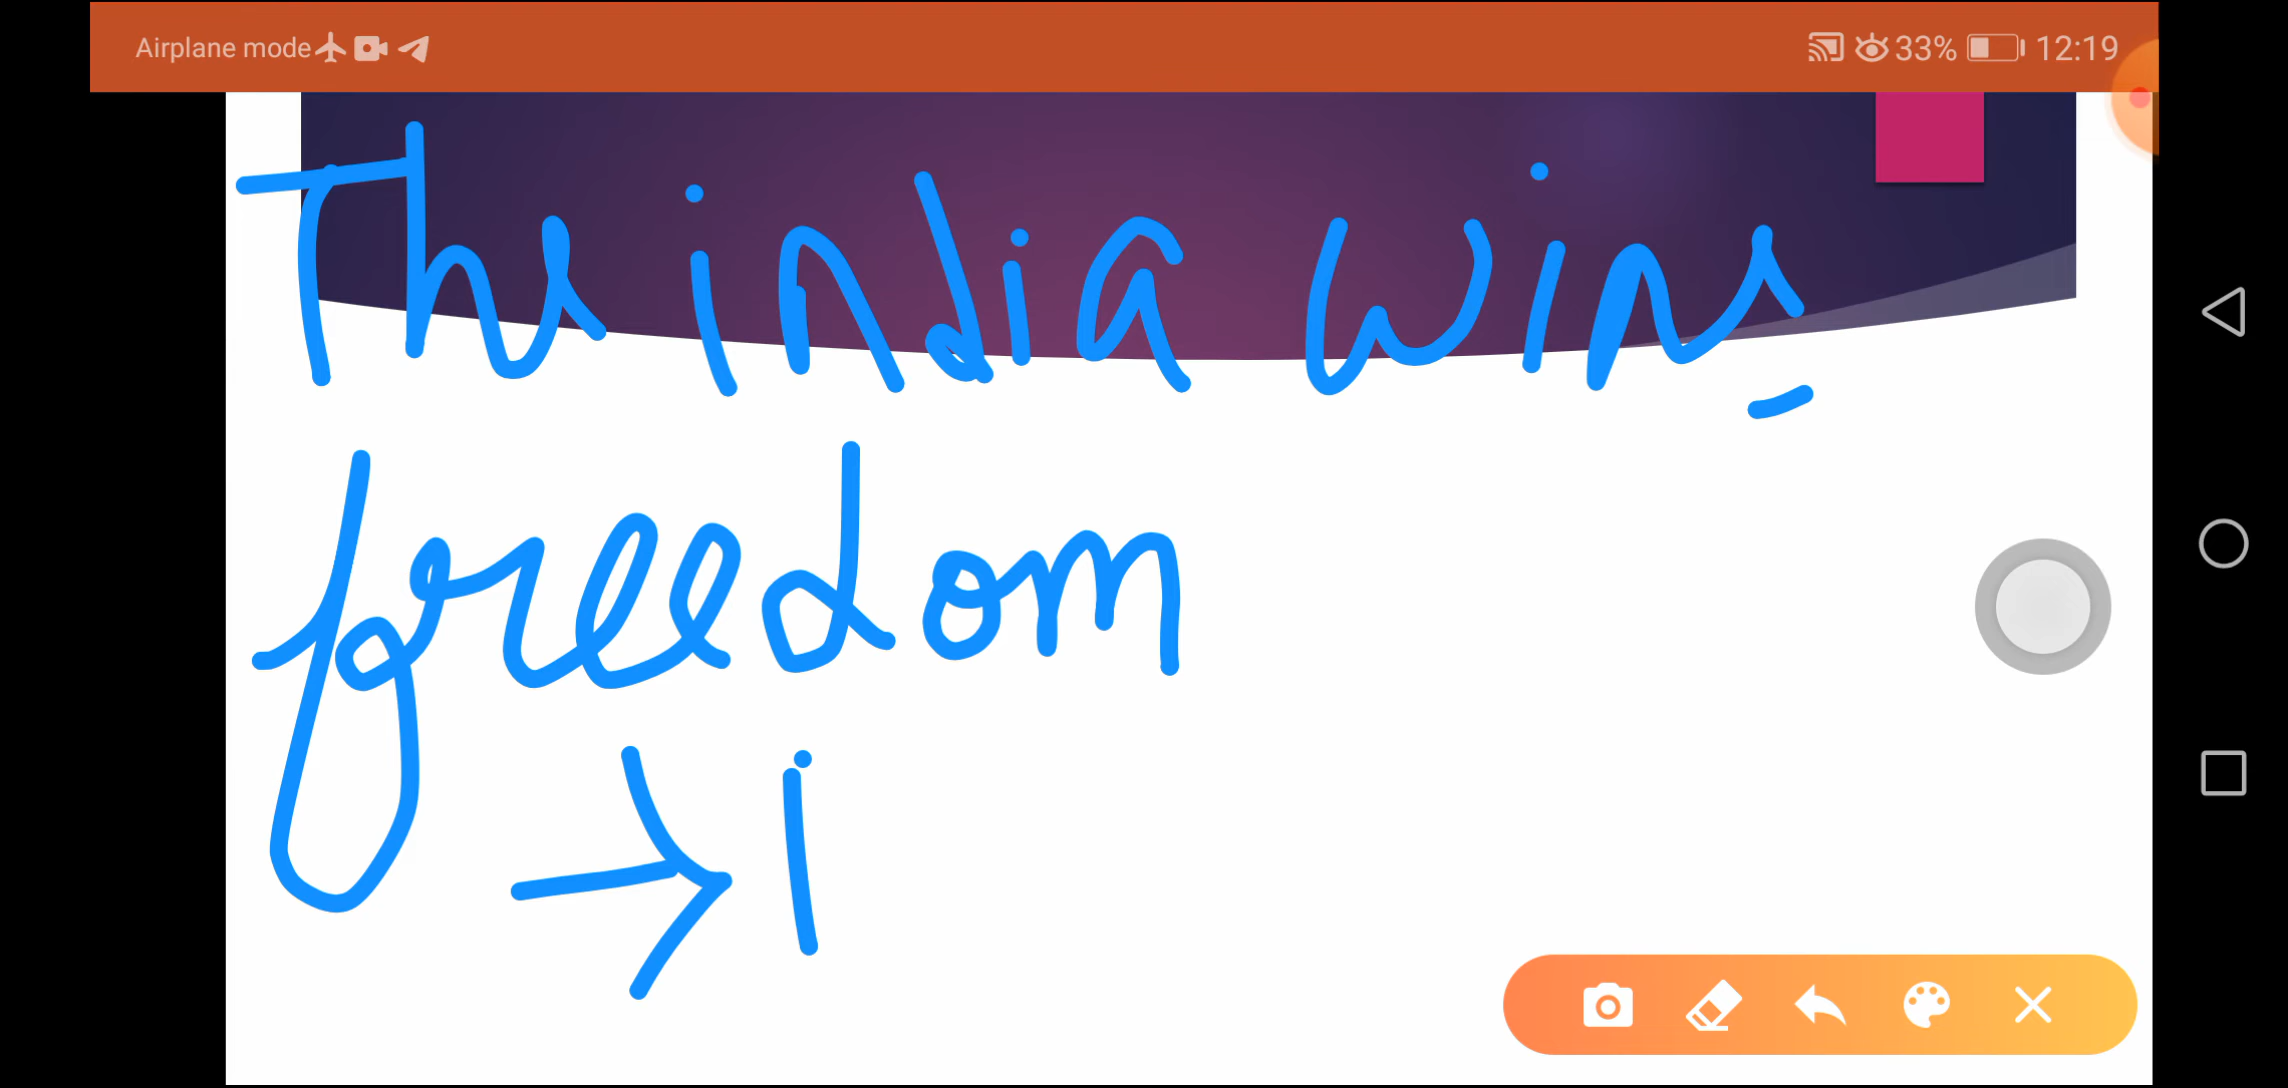 Airplane mode 33% 12:19
The india wins
freedom
→ i